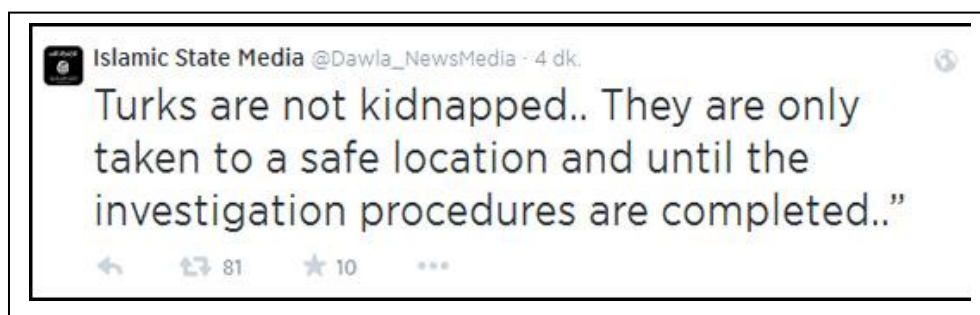 Islamic State Media @Dawla_NewsMedia · 4 dk.
Turks are not kidnapped.. They are only
taken to a safe location and until the
investigation procedures are completed..”
81 10